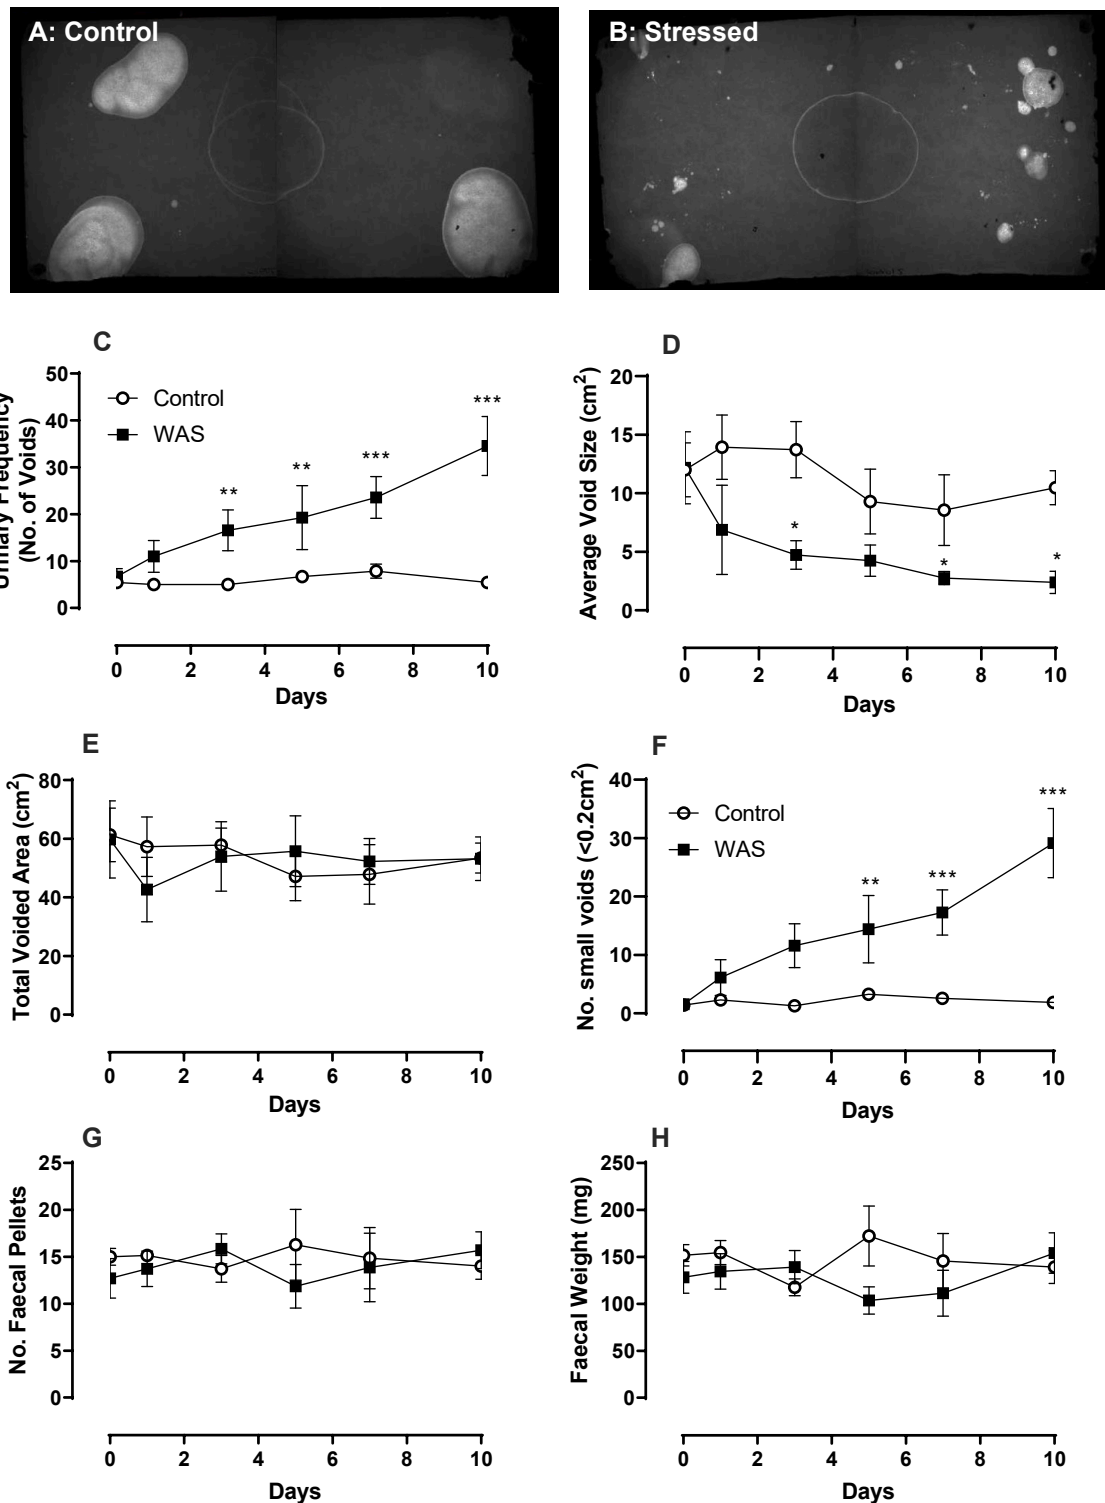 A: Control
B: Stressed
C
Urinary Frequency
(No. of Voids)
50
40
30
20
10
0
Control
WAS
**
**
***
***
0 2 4 6 8 10
Days
D
Average Void Size (cm²)
20
15
10
5
0
*
*
*
0 2 4 6 8 10
Days
E
Total Voided Area (cm²)
80
60
40
20
0
0 2 4 6 8 10
Days
F
No. small voids (<0.2cm²)
40
30
20
10
0
Control
WAS
**
***
***
0 2 4 6 8 10
Days
G
No. Faecal Pellets
25
20
15
10
5
0
0 2 4 6 8 10
Days
H
Faecal Weight (mg)
250
200
150
100
50
0
0 2 4 6 8 10
Days